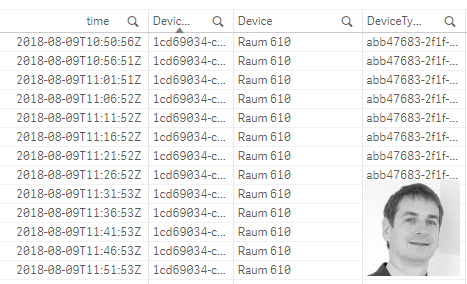 time Devic... Device DeviceTy...
2018-08-09T10:50:56Z 1cd69034-c... Raum 610 abb47683-2f1f-...
2018-08-09T10:56:51Z 1cd69034-c... Raum 610 abb47683-2f1f-...
2018-08-09T11:01:51Z 1cd69034-c... Raum 610 abb47683-2f1f-...
2018-08-09T11:06:52Z 1cd69034-c... Raum 610 abb47683-2f1f-...
2018-08-09T11:11:52Z 1cd69034-c... Raum 610 abb47683-2f1f-...
2018-08-09T11:16:52Z 1cd69034-c... Raum 610 abb47683-2f1f-...
2018-08-09T11:21:52Z 1cd69034-c... Raum 610 abb47683-2f1f-...
2018-08-09T11:26:52Z 1cd69034-c... Raum 610 abb47683-2f1f-...
2018-08-09T11:31:53Z 1cd69034-c... Raum 610
2018-08-09T11:36:53Z 1cd69034-c... Raum 610
2018-08-09T11:41:53Z 1cd69034-c... Raum 610
2018-08-09T11:46:53Z 1cd69034-c... Raum 610
2018-08-09T11:51:53Z 1cd69034-c... Raum 610